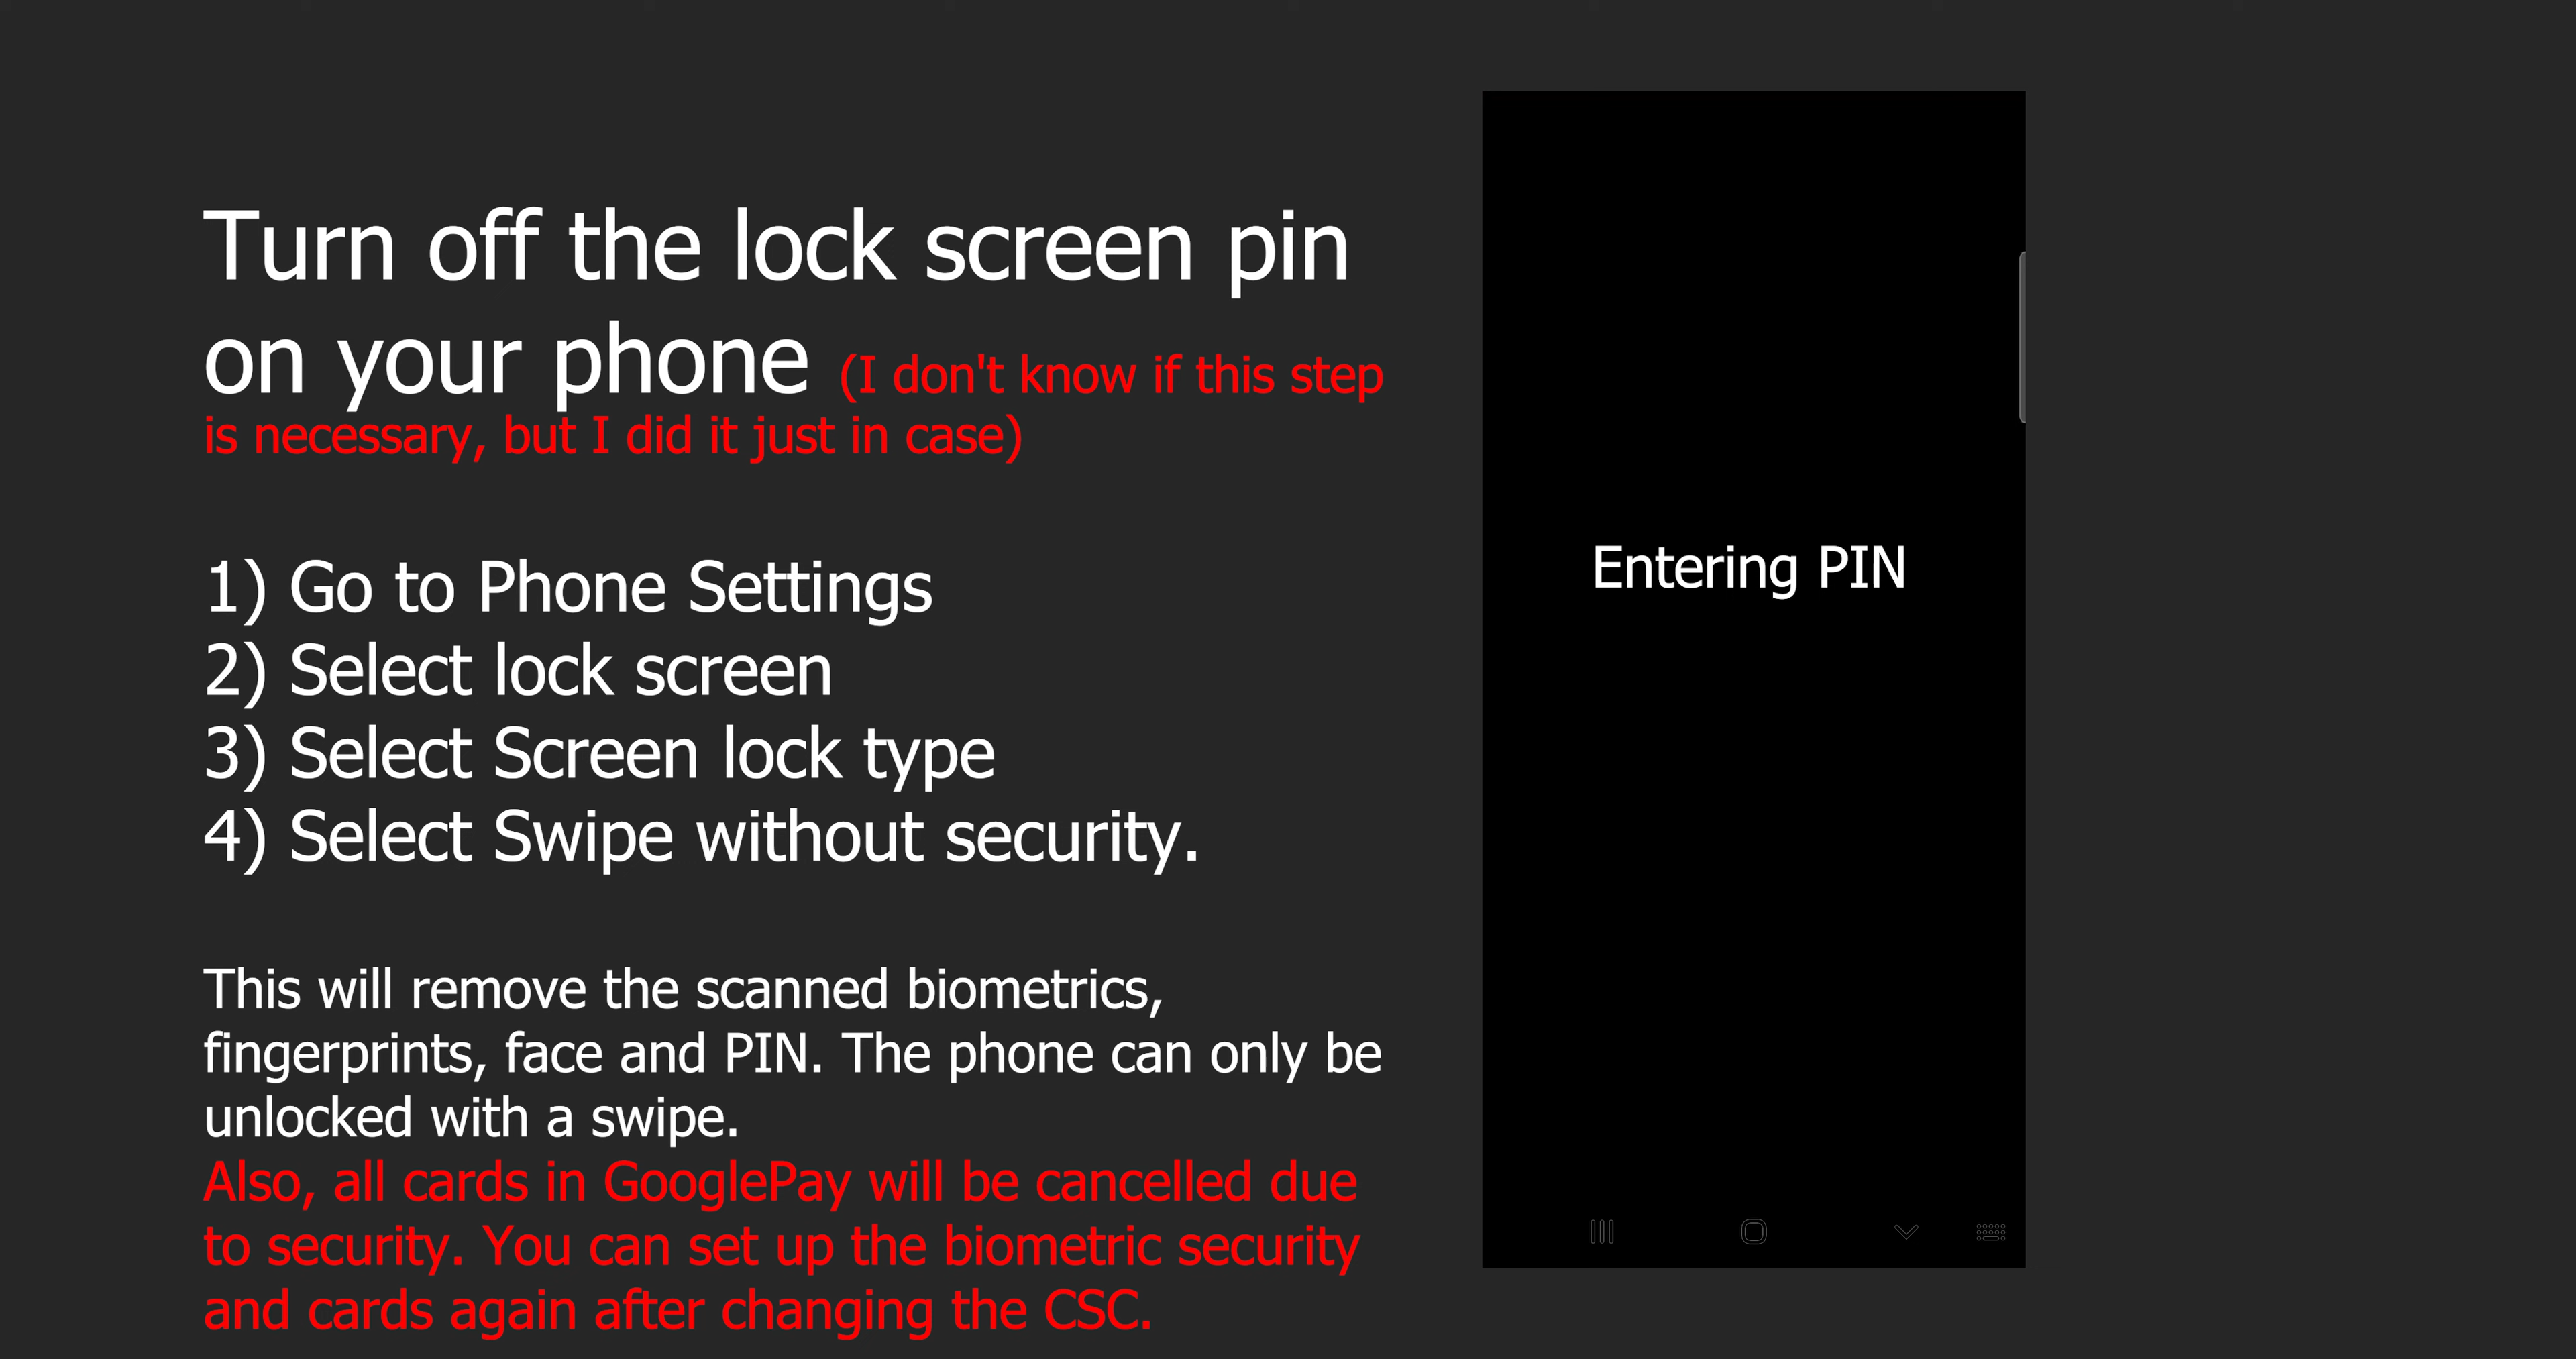 Turn off the lock screen pin
on your phone (I don't know if this step
is necessary, but I did it just in case)
1) Go to Phone Settings
2) Select lock screen
3) Select Screen lock type
4) Select Swipe without security.
This will remove the scanned biometrics,
fingerprints, face and PIN. The phone can only be
unlocked with a swipe.
Also, all cards in GooglePay will be cancelled due
to security. You can set up the biometric security
and cards again after changing the CSC.
Entering PIN